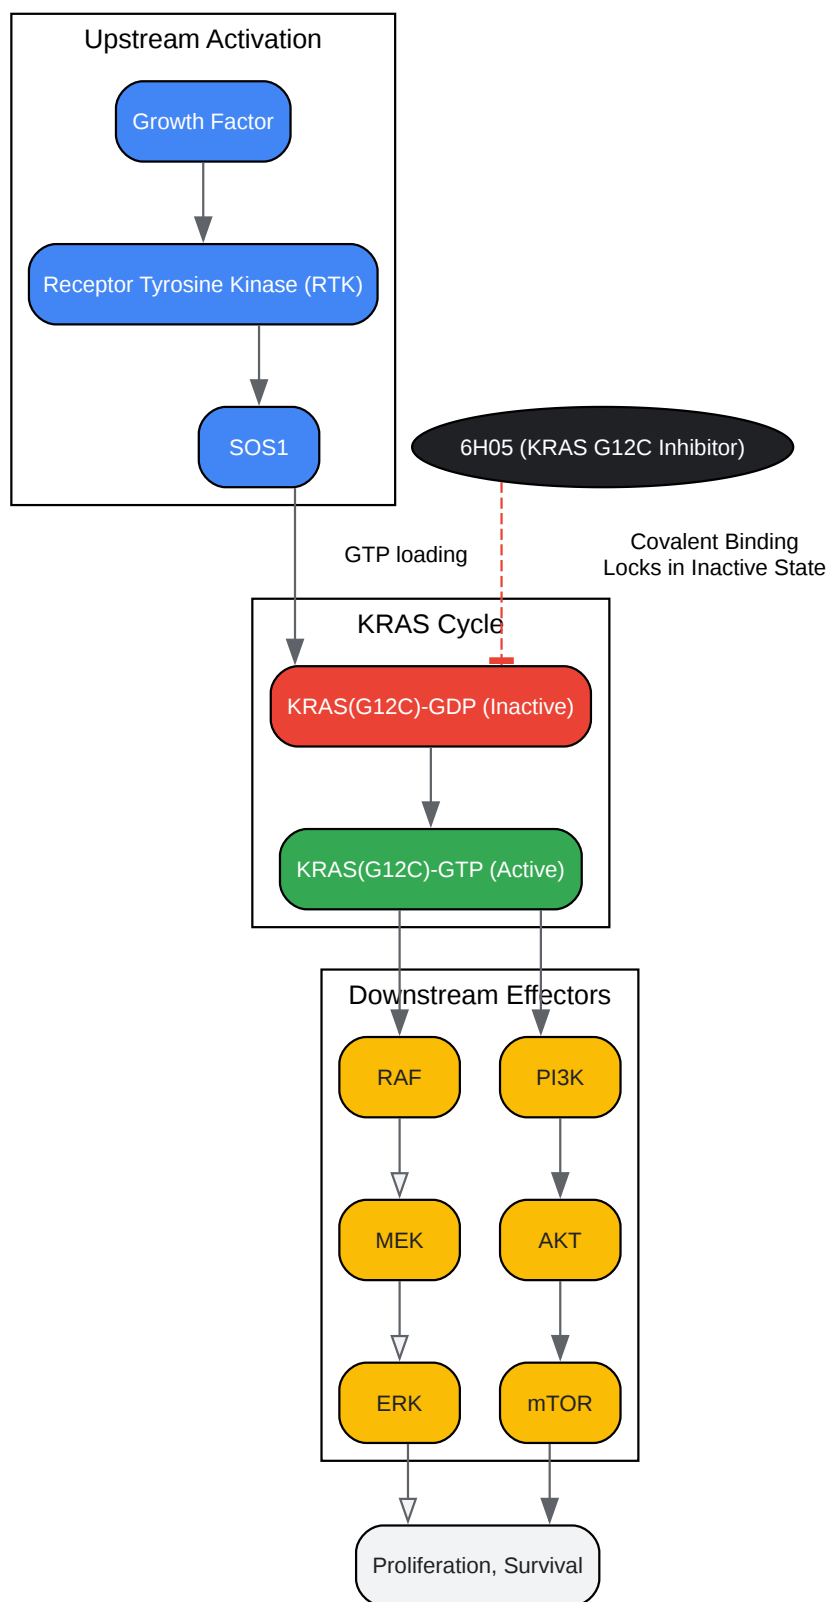 Upstream Activation
Growth Factor
Receptor Tyrosine Kinase (RTK)
SOS1
6H05 (KRAS G12C Inhibitor)
GTP loading
Covalent Binding
Locks in Inactive State
KRAS Cycle
KRAS(G12C)-GDP (Inactive)
KRAS(G12C)-GTP (Active)
Downstream Effectors
RAF
PI3K
MEK
AKT
ERK
mTOR
Proliferation, Survival